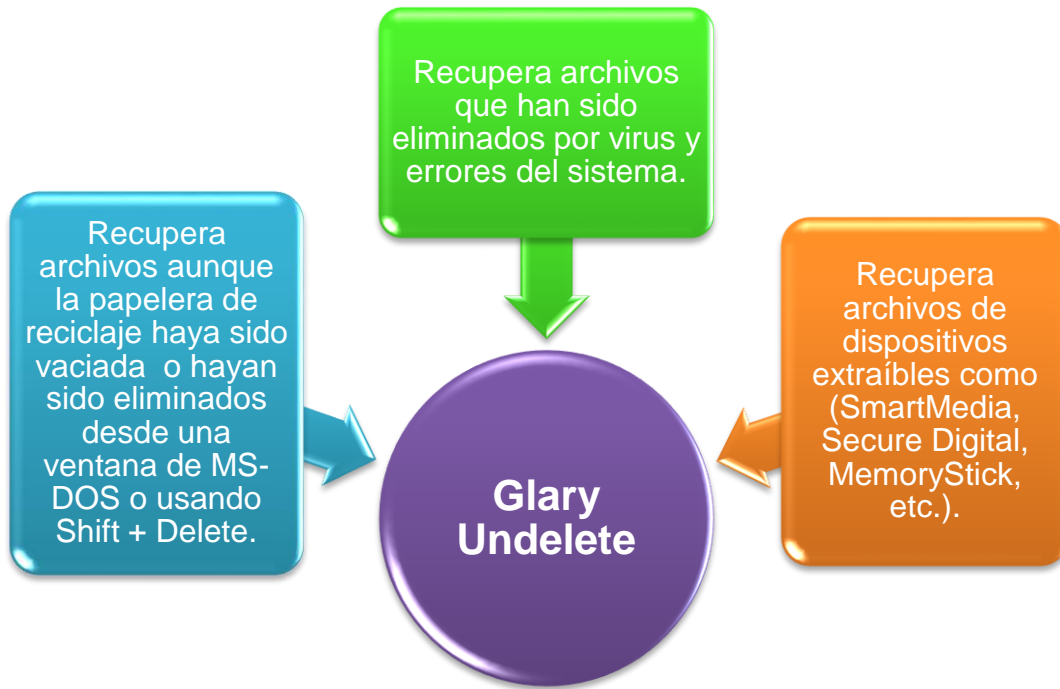 Recupera archivos
que han sido
eliminados por virus y
errores del sistema.
Recupera
archivos aunque
la papelera de
reciclaje haya sido
vaciada o hayan
sido eliminados
desde una
ventana de MS-
DOS o usando
Shift + Delete.
Recupera
archivos de
dispositivos
extraíbles como
(SmartMedia,
Secure Digital,
MemoryStick,
etc.).
Glary
Undelete